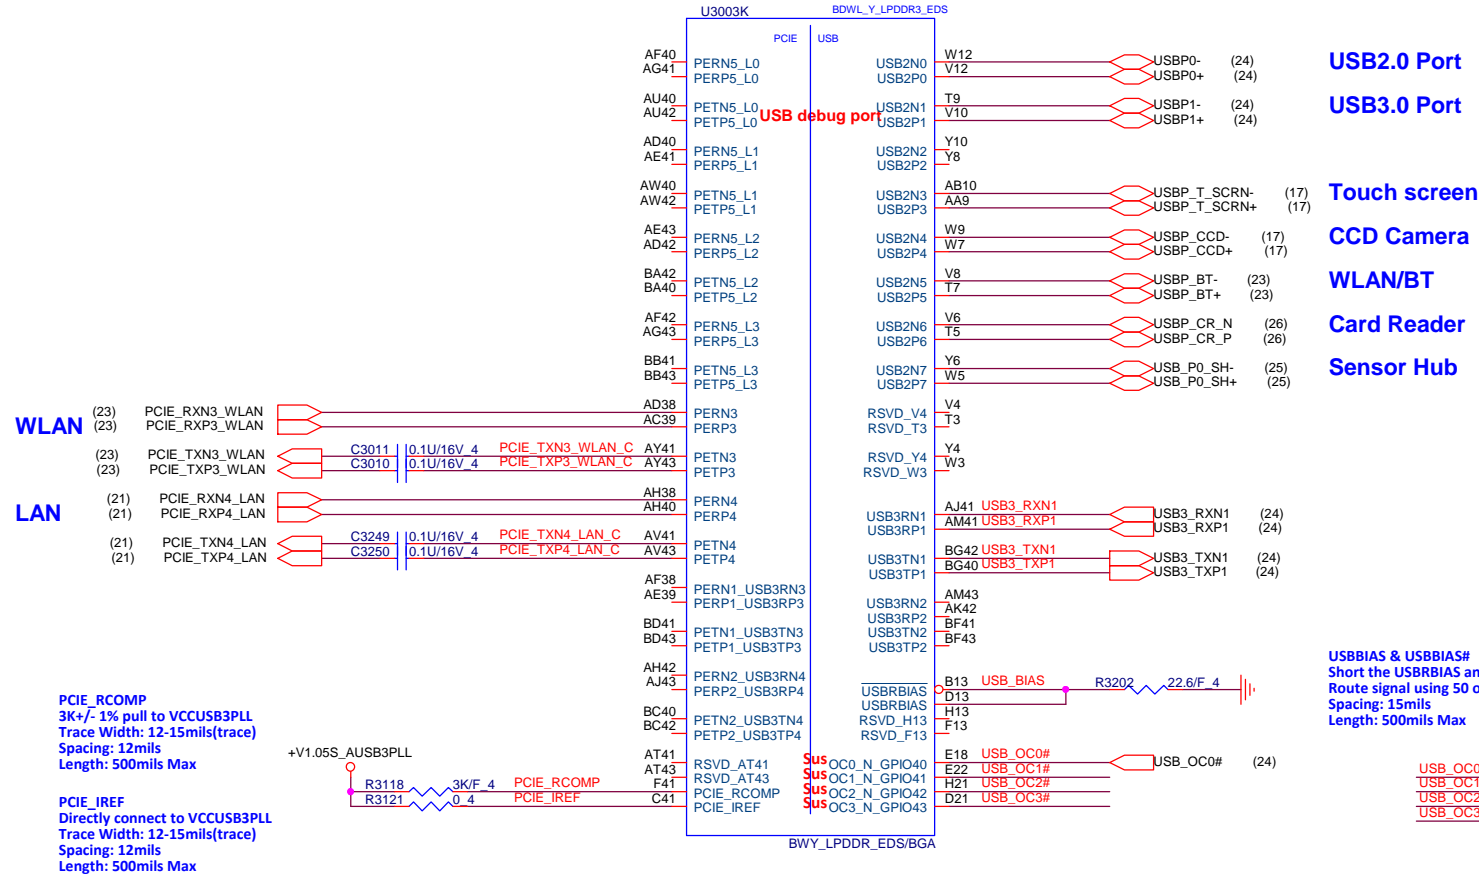 U3003K BDWL_Y_LPDDR3_EDS
PCIE USB
AF40 PERN5_L0 USB2N0 W12 USBP0- (24) USB2.0 Port
AG41 PERP5_L0 USB2P0 V12 USBP0+ (24)
AU40 PETN5_L0 USB2N1 T9 USBP1- (24) USB3.0 Port
AU42 PETP5_L0 USB debug port USB2P1 V10 USBP1+ (24)
AD40 PERN5_L1 USB2N2 Y10
AE41 PERP5_L1 USB2P2 Y8
AW40 PETN5_L1 USB2N3 AB10 USBP_T_SCRN- (17) Touch screen
AW42 PETP5_L1 USB2P3 AA9 USBP_T_SCRN+ (17)
AE43 PERN5_L2 USB2N4 W9 USBP_CCD- (17) CCD Camera
AD42 PERP5_L2 USB2P4 W7 USBP_CCD+ (17)
BA42 PETN5_L2 USB2N5 V8 USBP_BT- (23) WLAN/BT
BA40 PETP5_L2 USB2P5 T7 USBP_BT+ (23)
AF42 PERN5_L3 USB2N6 V6 USBP_CR_N (26) Card Reader
AG43 PERP5_L3 USB2P6 T5 USBP_CR_P (26)
BB41 PETN5_L3 USB2N7 Y6 USB_P0_SH- (25) Sensor Hub
BB43 PETP5_L3 USB2P7 W5 USB_P0_SH+ (25)
WLAN (23) PCIE_RXN3_WLAN AD38 PERN3 RSVD_V4 V4
(23) PCIE_RXP3_WLAN AC39 PERP3 RSVD_T3 T3
(23) PCIE_TXN3_WLAN C3011 0.1U/16V_4 PCIE_TXN3_WLAN_C AY41 PETN3 RSVD_Y4 Y4
(23) PCIE_TXP3_WLAN C3010 0.1U/16V_4 PCIE_TXP3_WLAN_C AY43 PETP3 RSVD_W3 W3
LAN (21) PCIE_RXN4_LAN AH38 PERN4
(21) PCIE_RXP4_LAN AH40 PERP4
USB3RN1 AJ41 USB3_RXN1 USB3_RXN1 (24)
USB3RP1 AM41 USB3_RXP1 USB3_RXP1 (24)
(21) PCIE_TXN4_LAN C3249 0.1U/16V_4 PCIE_TXN4_LAN_C AV41 PETN4
(21) PCIE_TXP4_LAN C3250 0.1U/16V_4 PCIE_TXP4_LAN_C AV43 PETP4
USB3TN1 BG42 USB3_TXN1 USB3_TXN1 (24)
USB3TP1 BG40 USB3_TXP1 USB3_TXP1 (24)
AF38 PERN1_USB3RN3 USB3RN2 AM43
AE39 PERP1_USB3RP3 USB3RP2 AK42
BD41 PETN1_USB3TN3 USB3TN2 BF41
BD43 PETP1_USB3TP3 USB3TP2 BF43
AH42 PERN2_USB3RN4 USBRBIAS B13 USB_BIAS R3202 22.6/F_4
AJ43 PERP2_USB3RP4 USBRBIAS D13
BC40 PETN2_USB3TN4 RSVD_H13 H13
BC42 PETP2_USB3TP4 RSVD_F13 F13
USBBIAS & USBBIAS#
Short the USBRBIAS an
Route signal using 50 o
Spacing: 15mils
Length: 500mils Max
PCIE_RCOMP
3K+/- 1% pull to VCCUSB3PLL
Trace Width: 12-15mils(trace)
Spacing: 12mils
Length: 500mils Max
+V1.05S_AUSB3PLL
AT41 RSVD_AT41 Sus OC0_N_GPIO40 E18 USB_OC0# USB_OC0# (24)
AT43 RSVD_AT43 Sus OC1_N_GPIO41 E22 USB_OC1#
R3118 3K/F_4 PCIE_RCOMP F41 PCIE_RCOMP Sus OC2_N_GPIO42 H21 USB_OC2#
R3121 0_4 PCIE_IREF C41 PCIE_IREF Sus OC3_N_GPIO43 D21 USB_OC3#
USB_OC0
USB_OC1
USB_OC2
USB_OC3
PCIE_IREF
Directly connect to VCCUSB3PLL
Trace Width: 12-15mils(trace)
Spacing: 12mils
Length: 500mils Max
BWY_LPDDR_EDS/BGA